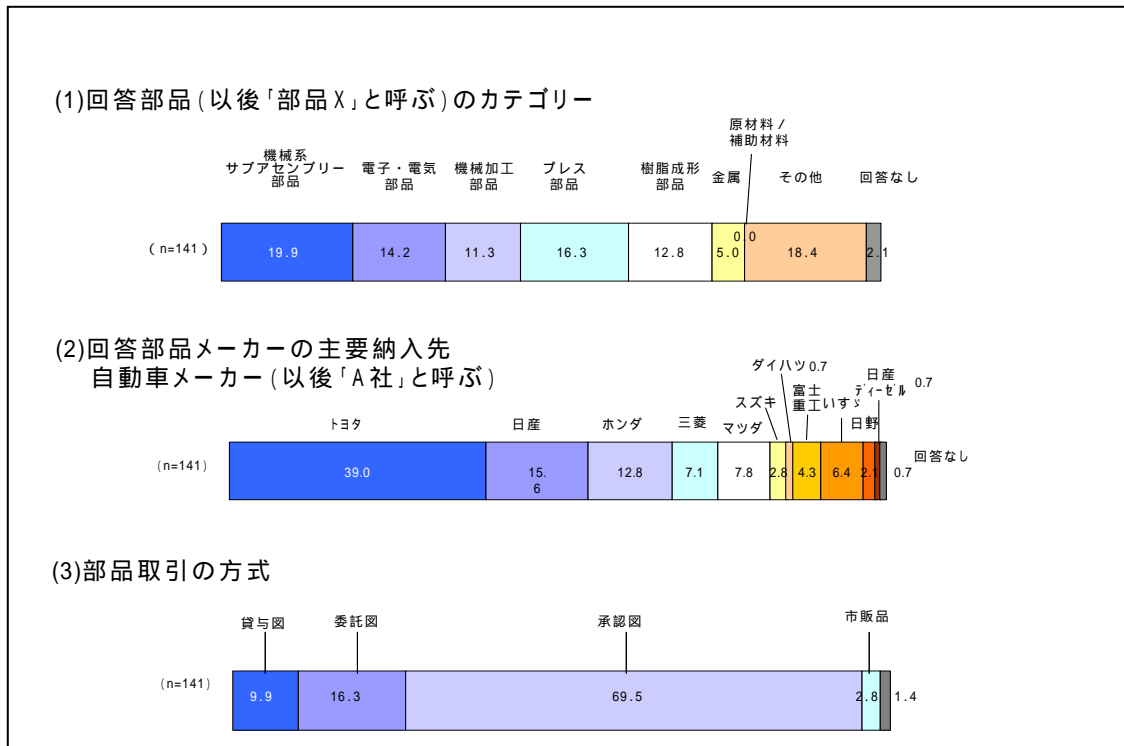 (1)回答部品(以後「部品X」と呼ぶ)のカテゴリー
機械系
サブアセンブリー
部品
電子・電気
部品
機械加工
部品
プレス
部品
樹脂成形
部品
金属
原材料/
補助材料
その他
回答なし
(n=141)
19.9
14.2
11.3
16.3
12.8
5.0
0.0
18.4
2.1
(2)回答部品メーカーの主要納入先
自動車メーカー(以後「A社」と呼ぶ)
トヨタ
日産
ホンダ
三菱
マツダ
スズキ
ダイハツ 0.7
富士
重工
いすゞ
日野
日産
ディーゼル 0.7
回答なし
(n=141)
39.0
15.
6
12.8
7.1
7.8
2.8
4.3
6.4
2.1
0.7
(3)部品取引の方式
貸与図
委託図
承認図
市販品
(n=141)
9.9
16.3
69.5
2.8
1.4